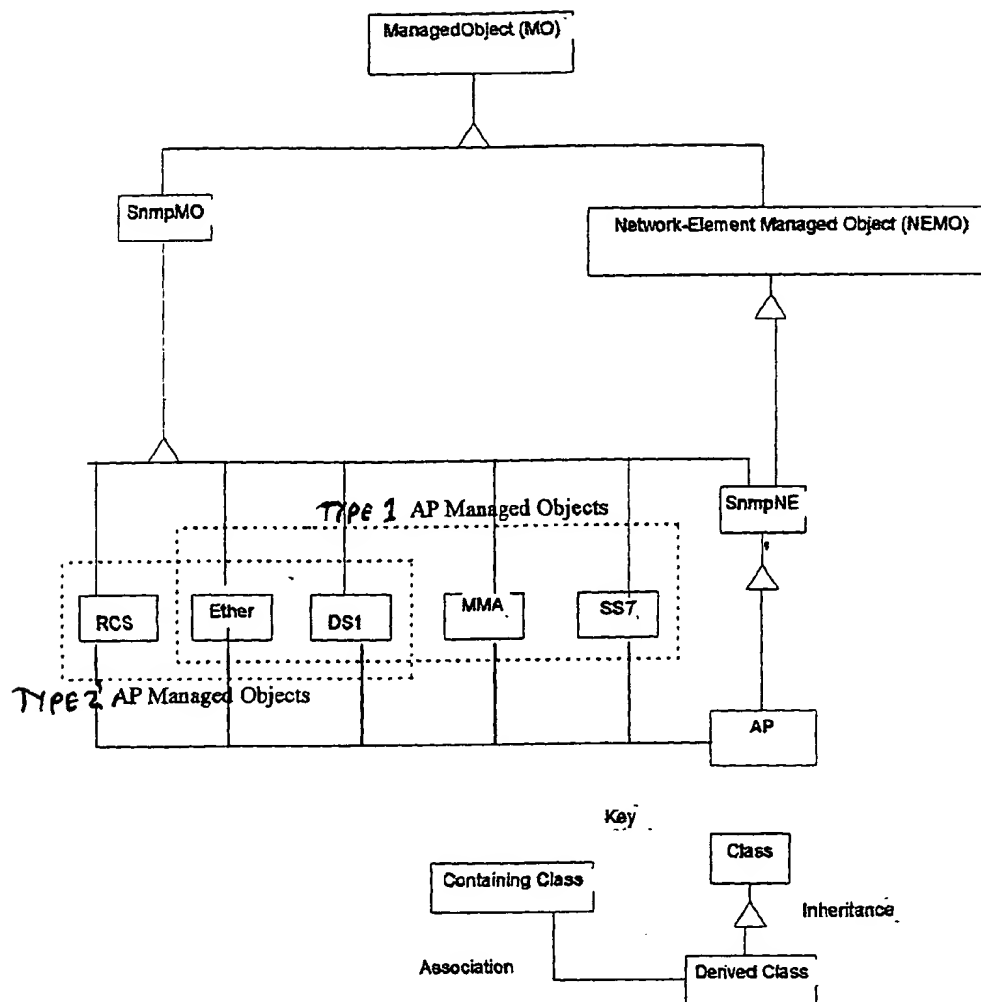 ManagedObject (MO)
SnmpMO
Network-Element Managed Object (NEMO)
TYPE 1 AP Managed Objects
SnmpNE
RCS
Ether
DS1
MMA
SS7
TYPE 2 AP Managed Objects
AP
Key
Class
Containing Class
Inheritance
Association
Derived Class